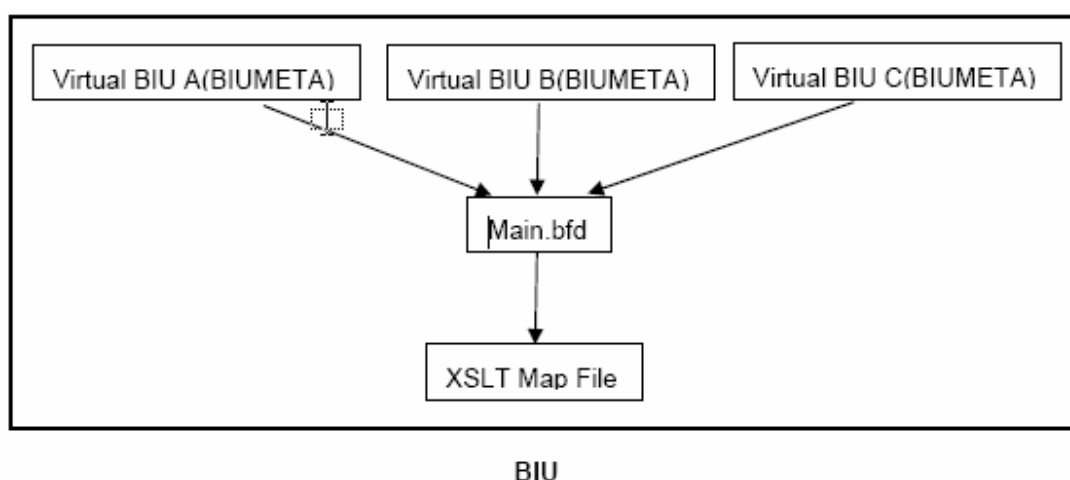 Virtual BIU A(BIUMETA)
Virtual BIU B(BIUMETA)
Virtual BIU C(BIUMETA)
Main.bfd
XSLT Map File
BIU